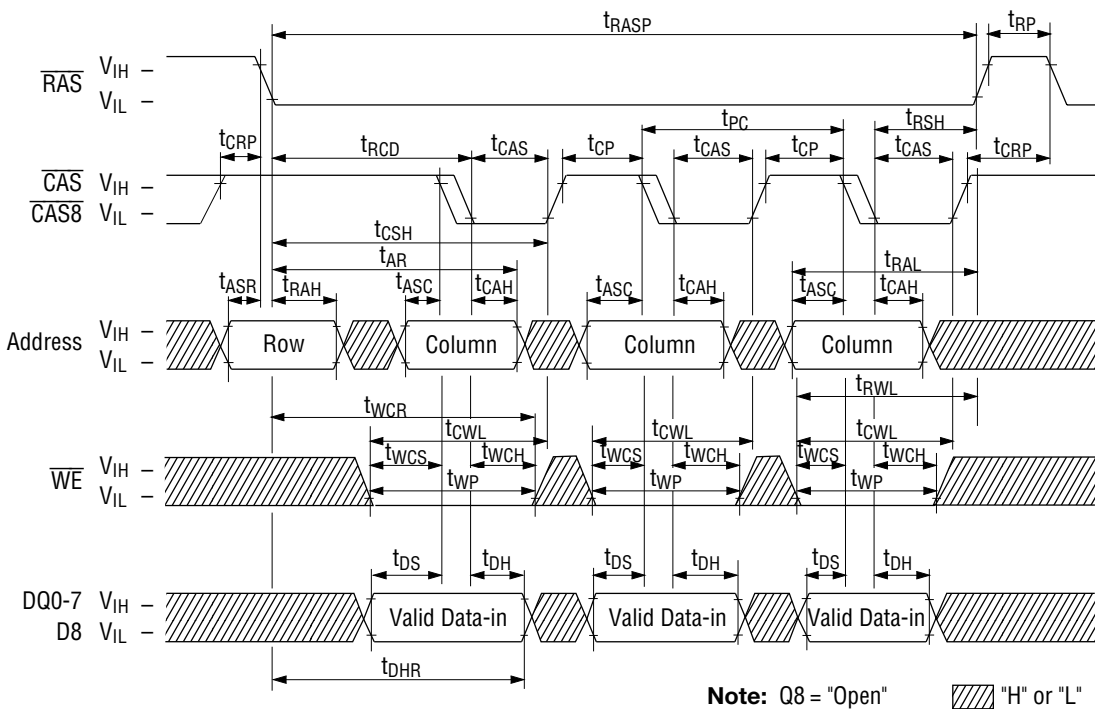 tRASP
tRP
RAS VIH –
VIL –
tCRP
tRCD
tCAS
tCP
tPC
tCAS
tCP
tRSH
tCAS
tCRP
CAS VIH –
CAS8 VIL –
tCSH
tAR
tRAL
tASR
tRAH
tASC
tCAH
tASC
tCAH
tASC
tCAH
Address VIH –
VIL –
Row
Column
Column
Column
tWCR
tRWL
tCWL
tCWL
tCWL
tWCS
tWCH
tWCS
tWCH
tWCS
tWCH
WE VIH –
VIL –
tWP
tWP
tWP
tDS
tDH
tDS
tDH
tDS
tDH
DQ0-7 VIH –
D8 VIL –
Valid Data-in
Valid Data-in
Valid Data-in
tDHR
Note: Q8 = "Open"
"H" or "L"